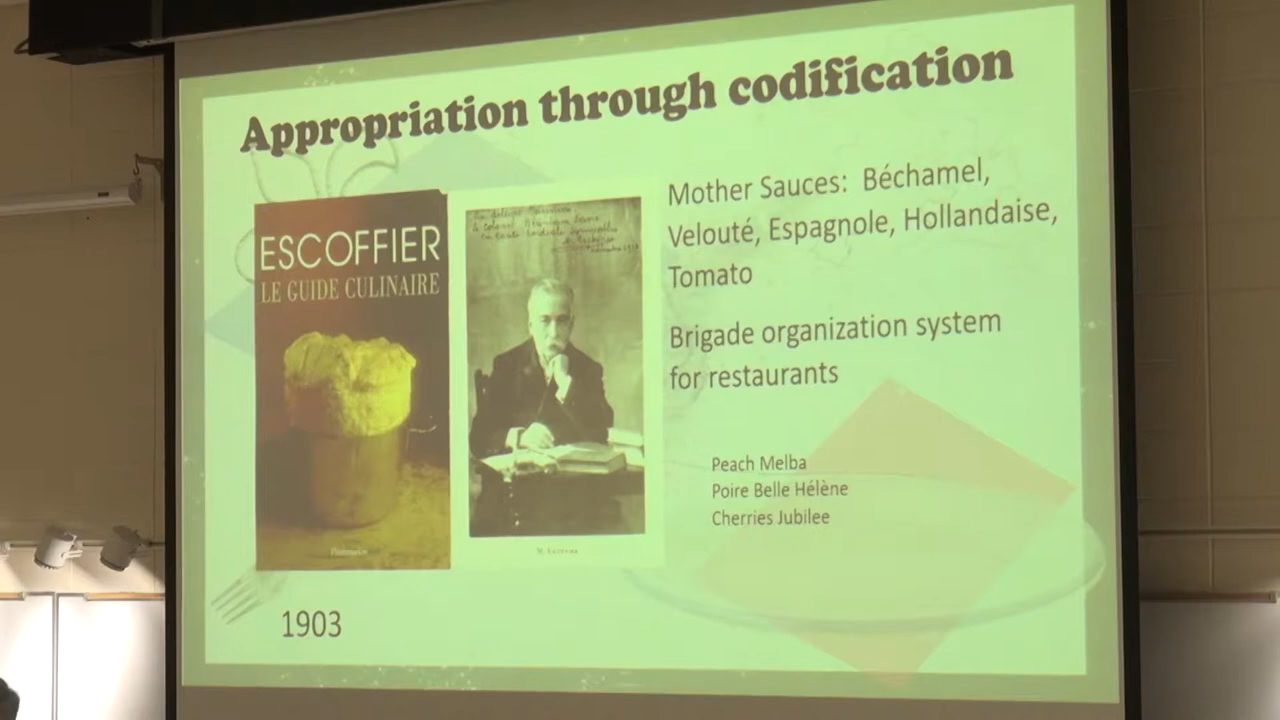 Appropriation through codification
ESCOFFIER
LE GUIDE CULINAIRE
Mother Sauces: Béchamel,
Velouté, Espagnole, Hollandaise,
Tomato
Brigade organization system
for restaurants
Peach Melba
Poire Belle Hélène
Cherries Jubilee
1903